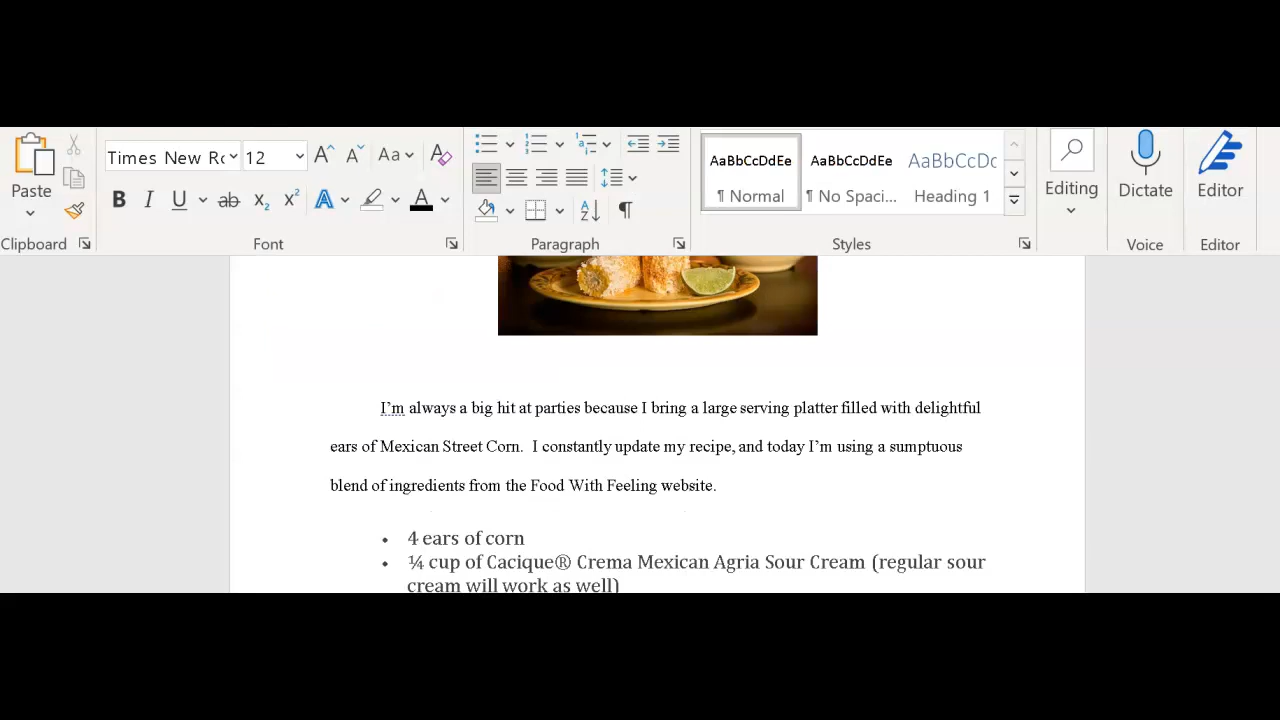 Times New Ro 12 Aa A
Paste B I U ab x₂ x² A A
AaBbCcDdEe AaBbCcDdEe AaBbCcDc
¶ Normal ¶ No Spaci... Heading 1
Editing Dictate Editor
Clipboard Font Paragraph Styles Voice Editor
I’m always a big hit at parties because I bring a large serving platter filled with delightful
ears of Mexican Street Corn. I constantly update my recipe, and today I’m using a sumptuous
blend of ingredients from the Food With Feeling website.
• 4 ears of corn
• ¼ cup of Cacique® Crema Mexican Agria Sour Cream (regular sour
cream will work as well)